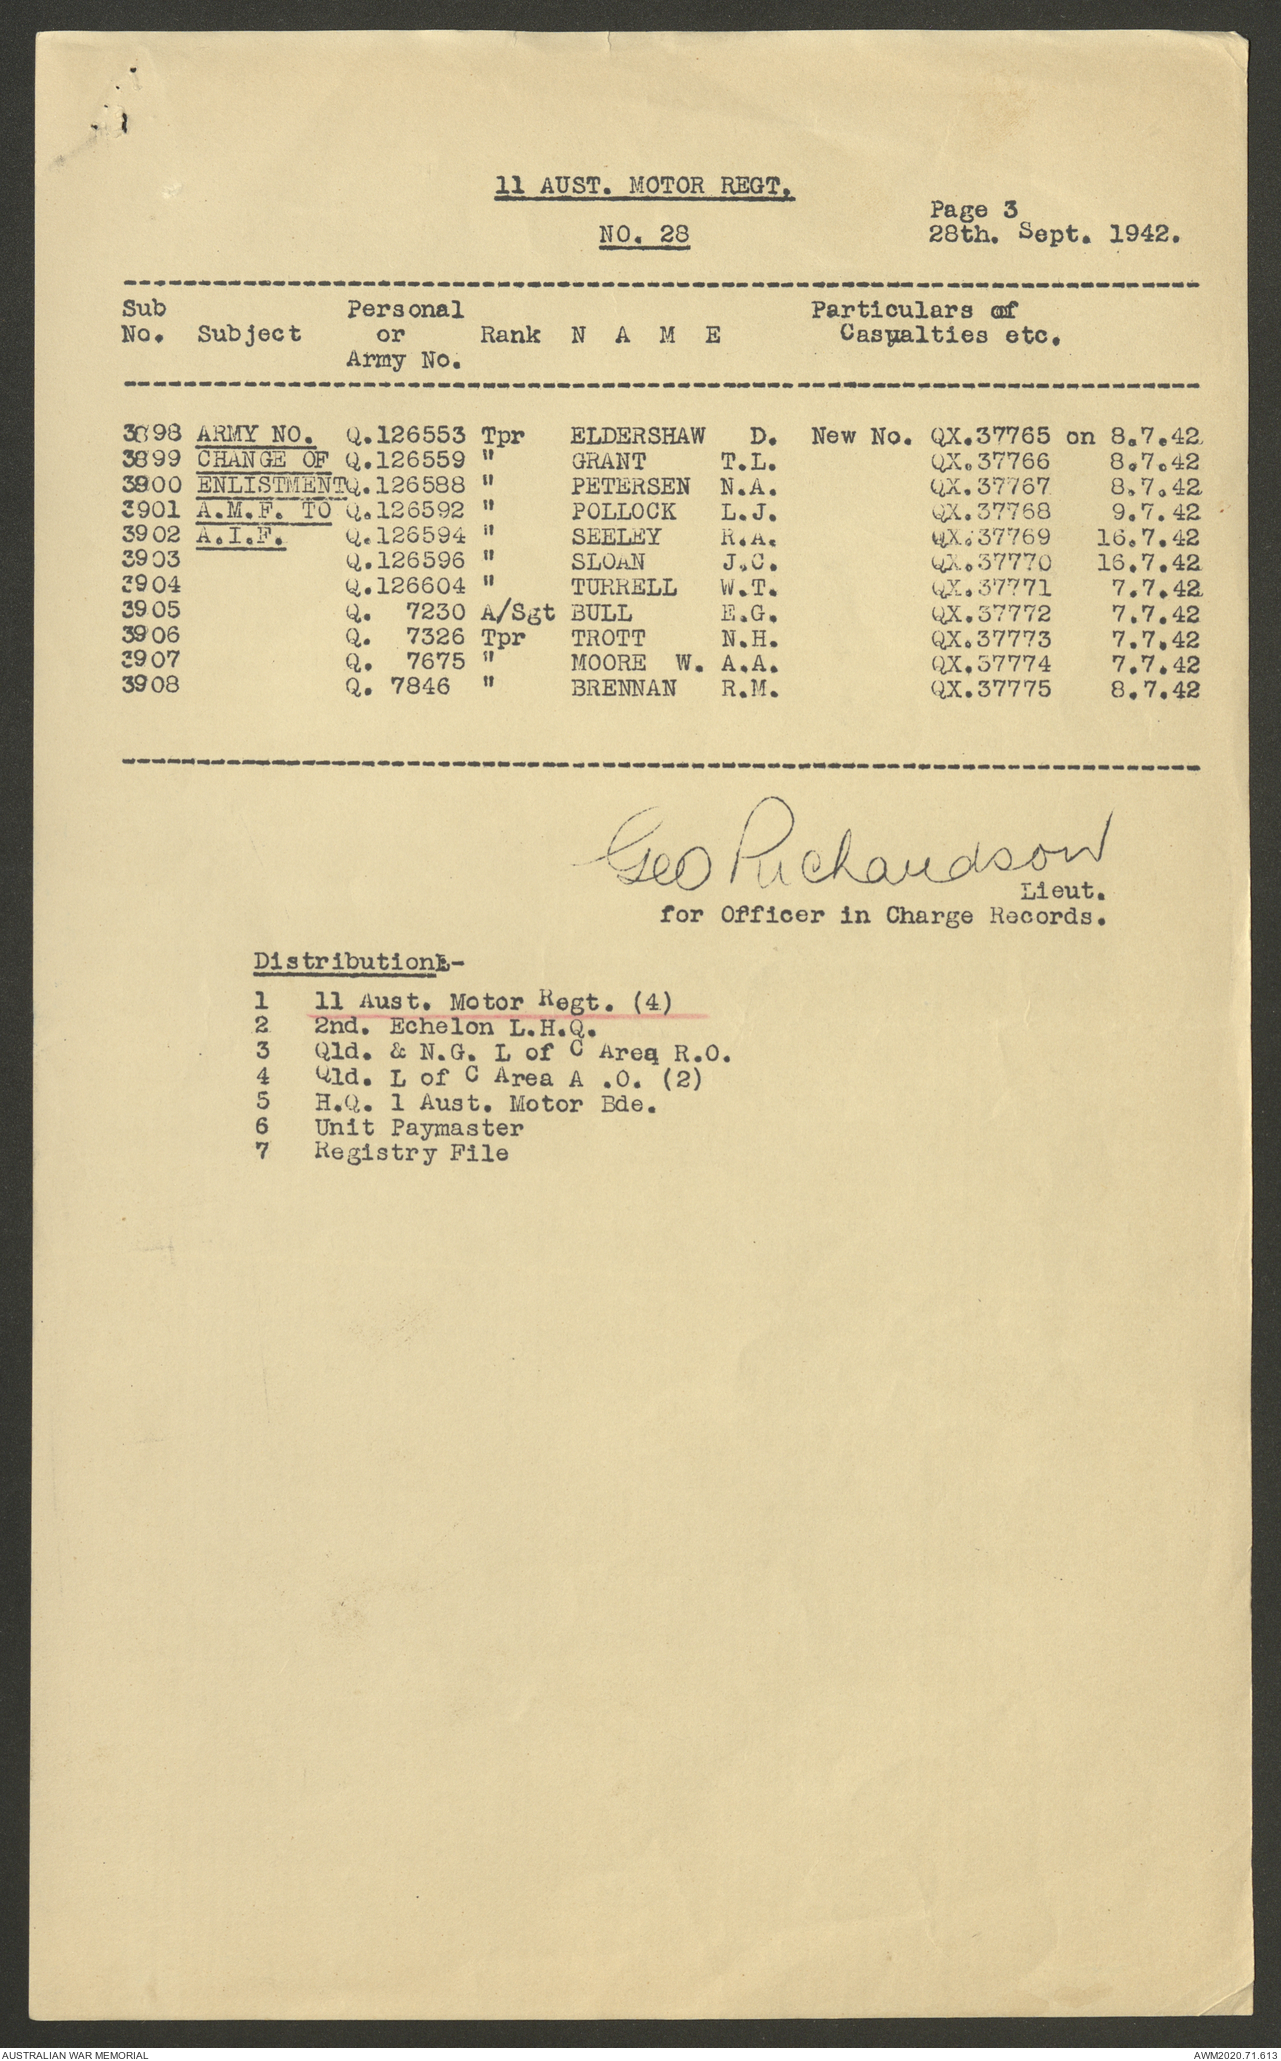 11 AUST. MOTOR REGT,
Page 3
NO. 28
28th. Sept. 1942.
Sub Personal Particulars of
No. Subject or Rank N A M E Casualties etc.
Army No.
3898 ARMY NO. Q.126553 Tpr ELDERSHAW D. New No. QX.37765 on 8.7.42
3899 CHANGE OF Q.126559 " GRANT T.L. QX.37766 8.7.42
3900 ENLISTMENT Q.126588 " PETERSEN N.A. QX.37767 8.7.42
3901 A.M.F. TO Q.126592 " POLLOCK L.J. QX.37768 9.7.42
3902 A.I.F. Q.126594 " SEELEY R.A. QX.37769 16.7.42
3903 Q.126596 " SLOAN J.C. QX.37770 16.7.42
3904 Q.126604 " TURRELL W.T. QX.37771 7.7.42
3905 Q. 7230 A/Sgt BULL E.G. QX.37772 7.7.42
3906 Q. 7326 Tpr TROTT N.H. QX.37773 7.7.42
3907 Q. 7675 " MOORE W. A.A. QX.37774 7.7.42
3908 Q. 7846 " BRENNAN R.M. QX.37775 8.7.42
Geo Richardson
Lieut.
for Officer in Charge Records.
Distribution:-
1 11 Aust. Motor Regt. (4)
2 2nd. Echelon L.H.Q.
3 Qld. & N.G. L of C Area R.O.
4 Qld. L of C Area A .O. (2)
5 H.Q. 1 Aust. Motor Bde.
6 Unit Paymaster
7 Registry File
AUSTRALIAN WAR MEMORIAL
AWM2020.71.613